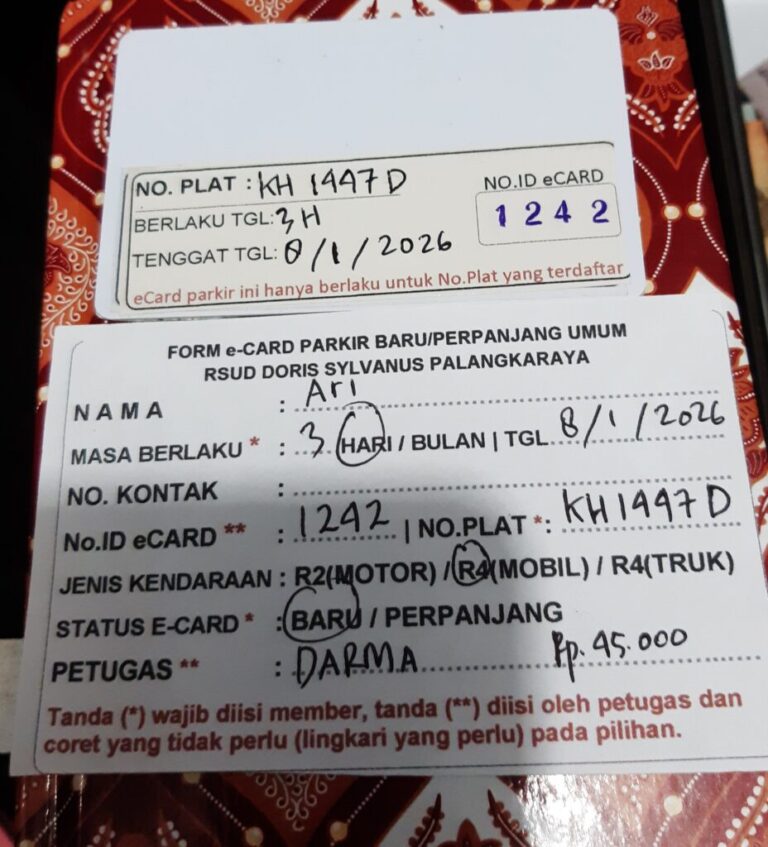 NO. PLAT : KH 1447 D
NO.ID eCARD
BERLAKU TGL: 3 H
1 2 4 2
TENGGAT TGL: 8/1/2026
eCard parkir ini hanya berlaku untuk No.Plat yang terdaftar
FORM e-CARD PARKIR BARU/PERPANJANG UMUM
RSUD DORIS SYLVANUS PALANGKARAYA
NAMA : Ari
MASA BERLAKU * : 3 HARI / BULAN | TGL 8/1/2026
NO. KONTAK :
No.ID eCARD ** : 1242 | NO.PLAT *: KH 1447 D
JENIS KENDARAAN : R2(MOTOR) / R4(MOBIL) / R4(TRUK)
STATUS E-CARD * : BARU / PERPANJANG
PETUGAS ** : DARMA Rp. 45.000
Tanda (*) wajib diisi member, tanda (**) diisi oleh petugas dan
coret yang tidak perlu (lingkari yang perlu) pada pilihan.